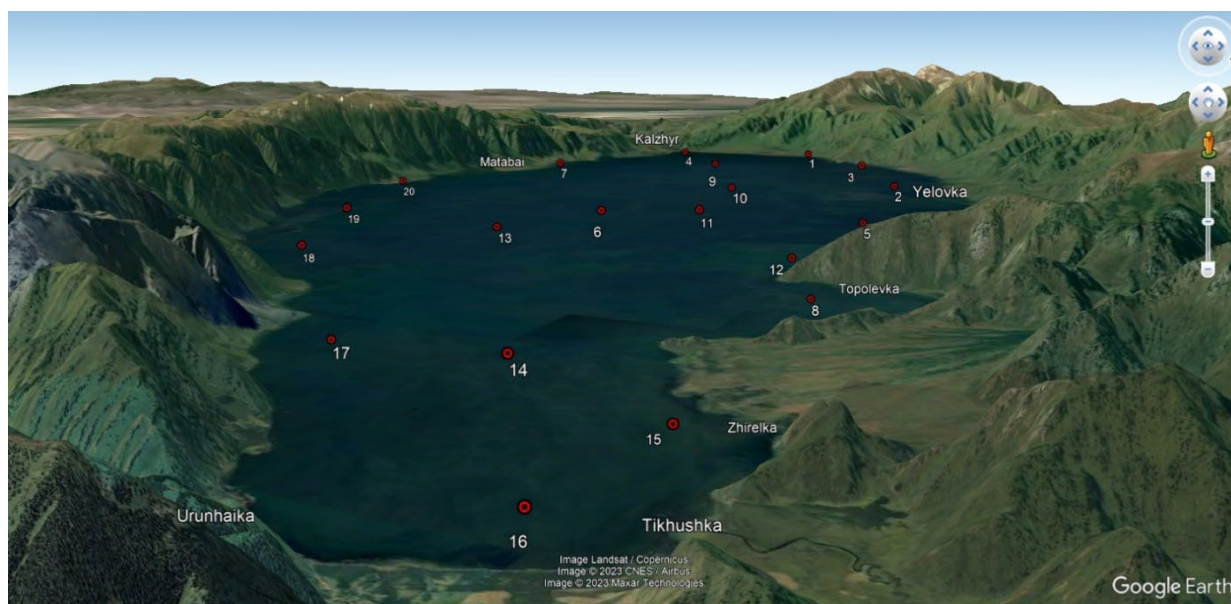 Kalzhyr
Matabai
7
4
1
9
3
20
10
2
Yelovka
19
13
6
11
5
18
12
Topolevka
8
17
14
15
Zhirelka
Urunhaika
16
Tikhushka
Image Landsat / Copernicus
Image © 2023 CNES / Airbus
Image © 2023 Maxar Technologies
Google Earth